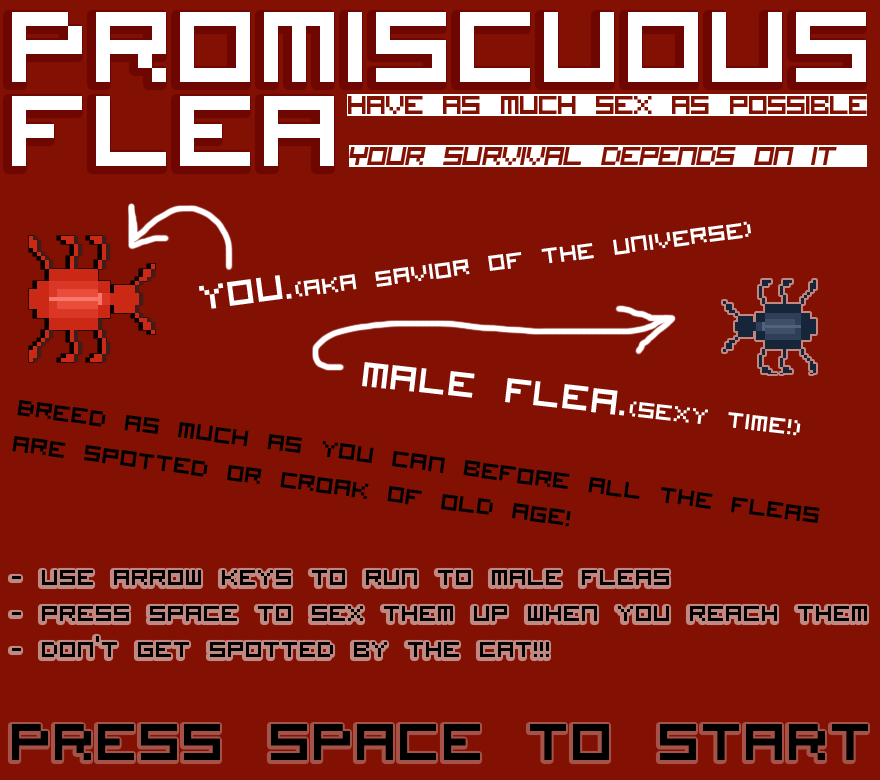 PROMISCUOUS
FLEA
HAVE AS MUCH SEX AS POSSIBLE
YOUR SURVIVAL DEPENDS ON IT
YOU.(AKA SAVIOR OF THE UNIVERSE)
MALE FLEA.(SEXY TIME!)
BREED AS MUCH AS YOU CAN BEFORE ALL THE FLEAS
ARE SPOTTED OR CROAK OF OLD AGE!
- USE ARROW KEYS TO RUN TO MALE FLEAS
- PRESS SPACE TO SEX THEM UP WHEN YOU REACH THEM
- DON'T GET SPOTTED BY THE CAT!!!
PRESS SPACE TO START